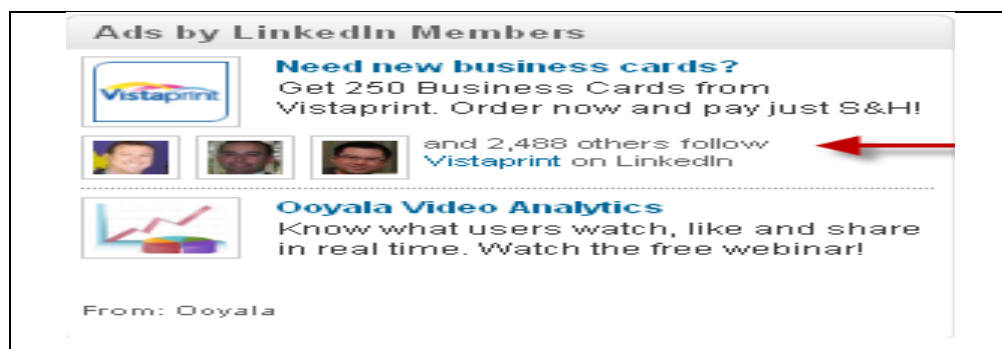 Ads by LinkedIn Members
Vistaprint
Need new business cards?
Get 250 Business Cards from
Vistaprint. Order now and pay just S&H!
and 2,488 others follow
Vistaprint on LinkedIn
Ooyala Video Analytics
Know what users watch, like and share
in real time. Watch the free webinar!
From: Ooyala